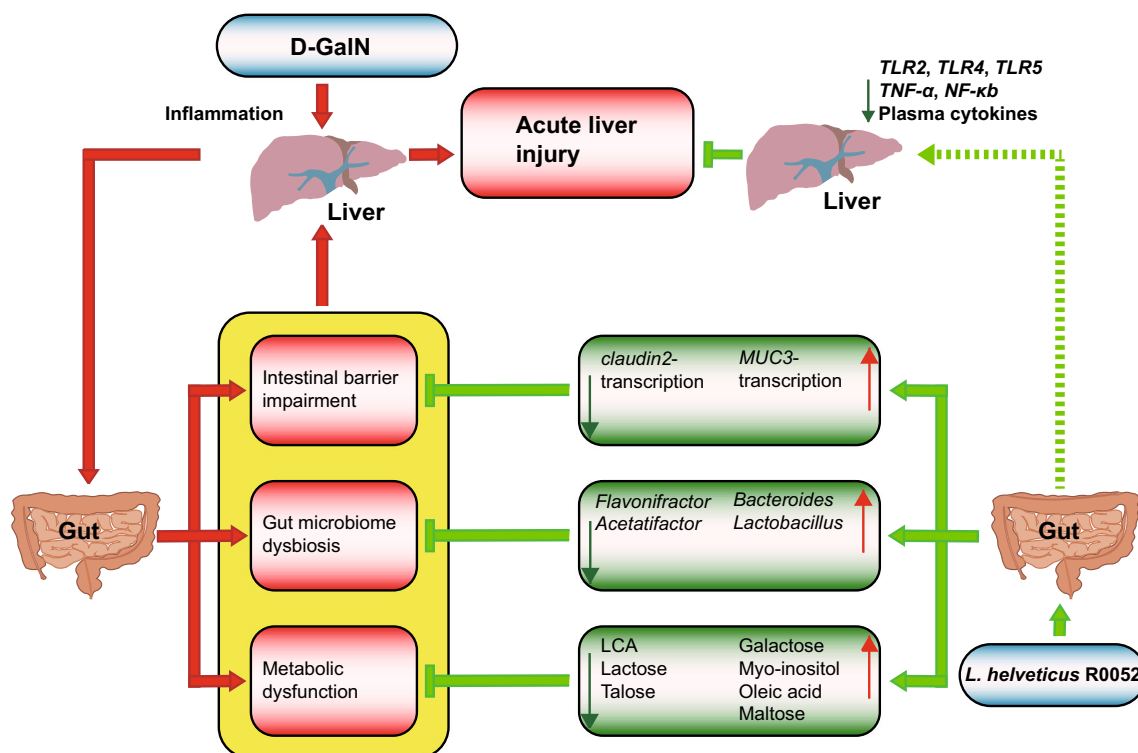 D-GalN
Inflammation
Liver
Acute liver
injury
TLR2, TLR4, TLR5
TNF-α, NF-κb
Plasma cytokines
Liver
Gut
Intestinal barrier
impairment
Gut microbiome
dysbiosis
Metabolic
dysfunction
claudin2-
transcription
MUC3-
transcription
Flavonifractor
Acetatifactor
Bacteroides
Lactobacillus
LCA
Lactose
Talose
Galactose
Myo-inositol
Oleic acid
Maltose
Gut
L. helveticus R0052